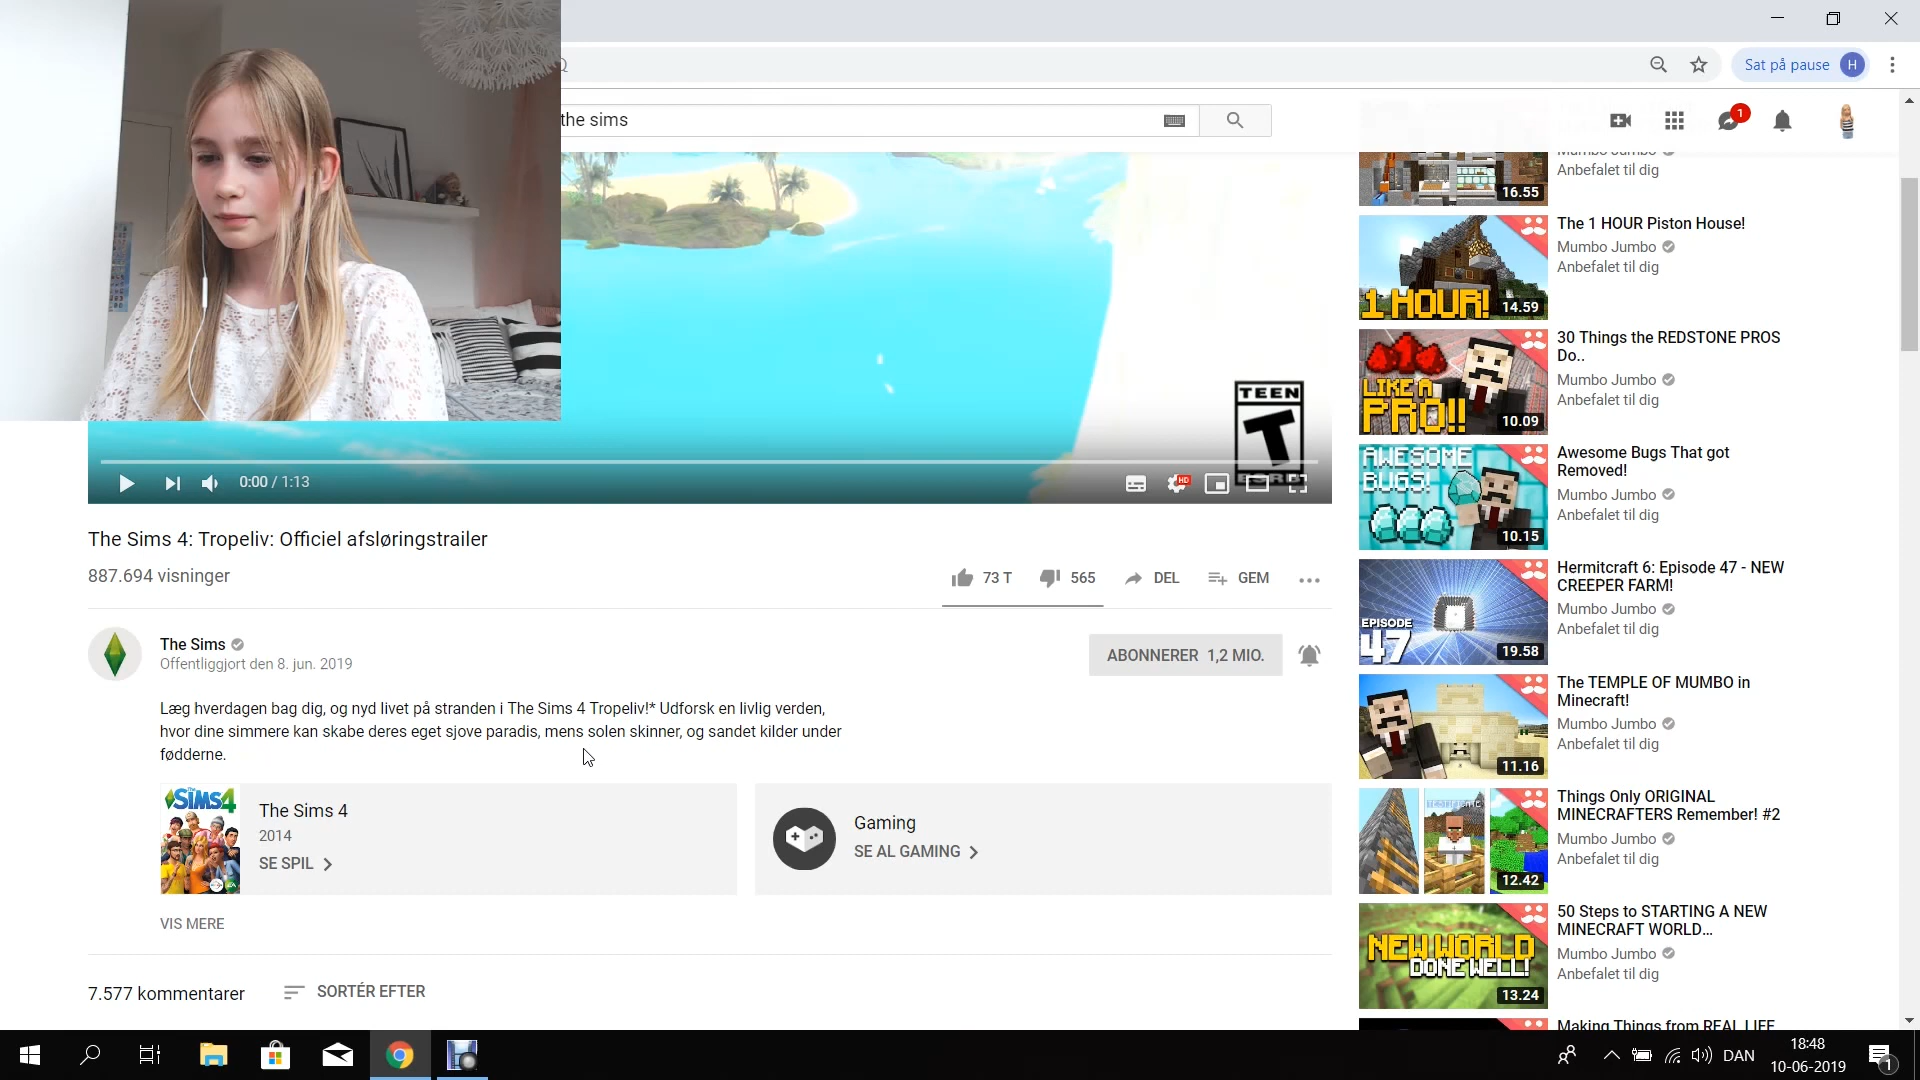 Sat på pause H
the sims
1
Mumbo Jumbo
Anbefalet til dig
16.55
The 1 HOUR Piston House!
Mumbo Jumbo
Anbefalet til dig
1 HOUR!
14.59
30 Things the REDSTONE PROS
Do..
Mumbo Jumbo
Anbefalet til dig
LIKE A
PRO!!
10.09
TEEN
T
ESRB
Awesome Bugs That got
Removed!
Mumbo Jumbo
Anbefalet til dig
AWESOME
BUGS!
10.15
0:00 / 1:13
HD
The Sims 4: Tropeliv: Officiel afsløringstrailer
887.694 visninger
73 T
565
DEL
GEM
Hermitcraft 6: Episode 47 - NEW
CREEPER FARM!
Mumbo Jumbo
Anbefalet til dig
EPISODE
47
19.58
The Sims
Offentliggjort den 8. jun. 2019
ABONNERER 1,2 MIO.
Læg hverdagen bag dig, og nyd livet på stranden i The Sims 4 Tropeliv!* Udforsk en livlig verden,
hvor dine simmere kan skabe deres eget sjove paradis, mens solen skinner, og sandet kilder under
fødderne.
The TEMPLE OF MUMBO in
Minecraft!
Mumbo Jumbo
Anbefalet til dig
11.16
The SIMS 4
The Sims 4
2014
SE SPIL
Gaming
SE AL GAMING
Things Only ORIGINAL
MINECRAFTERS Remember! #2
Mumbo Jumbo
Anbefalet til dig
TESTIFICATE
12.42
VIS MERE
50 Steps to STARTING A NEW
MINECRAFT WORLD...
Mumbo Jumbo
Anbefalet til dig
NEW WORLD
DONE WELL!
13.24
7.577 kommentarer
SORTÉR EFTER
Making Things from REAL LIFE
DAN
18:48
10-06-2019
1